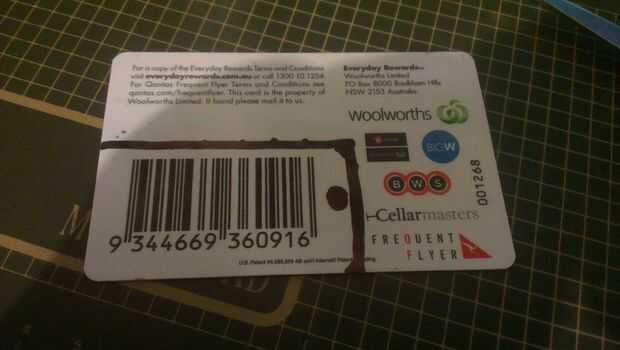 For a copy of the Everyday Rewards Terms and Conditions
visit everydayrewards.com.au or call 1300 10 1234.
For Qantas Frequent Flyer Terms and Conditions see
qantas.com/frequentflyer. This card is the property of
Woolworths Limited. If found please mail it to us.
Everyday Rewards
Woolworths Limited
PO Box 8000 Baulkham Hills
NSW 2153 Australia
Woolworths
BIGW
BWS
001268
Cellarmasters
FREQUENT
FLYER
9 344669 360916
U.S. Patent